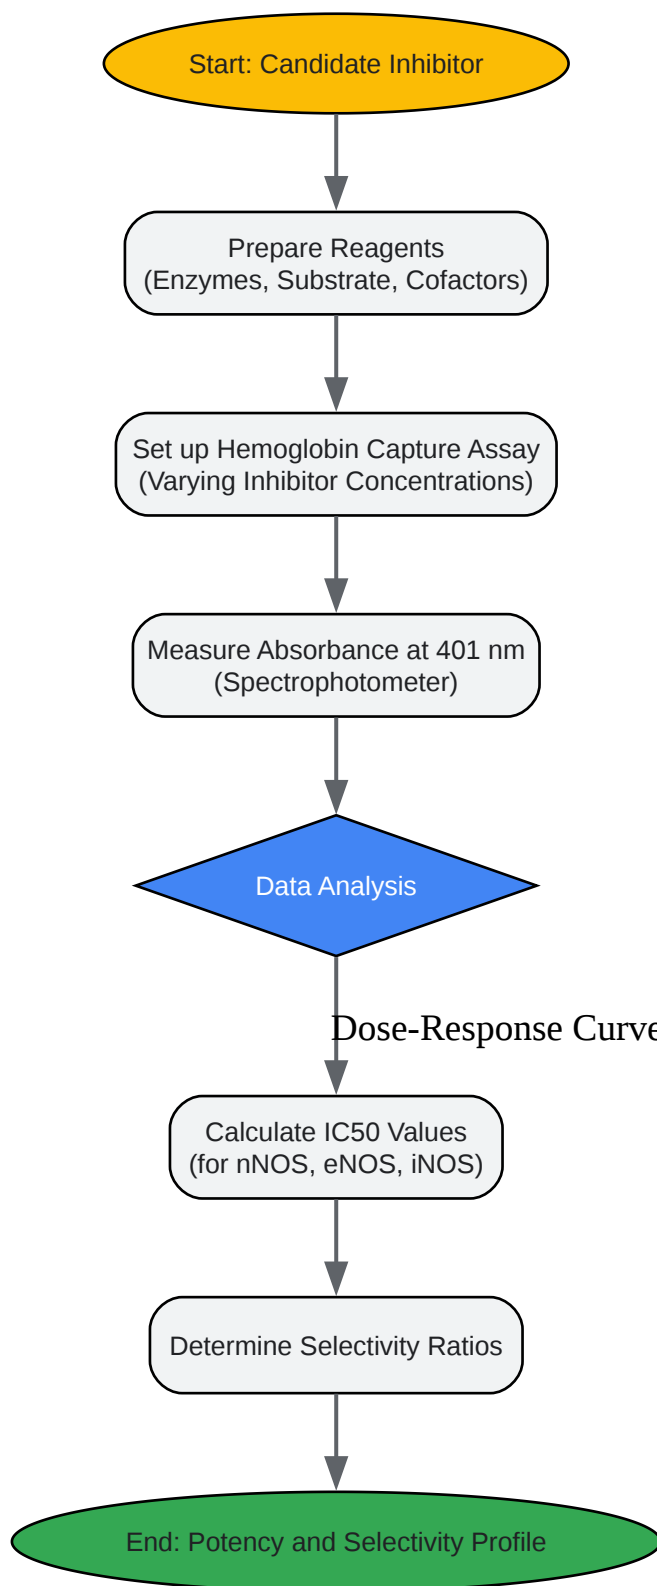 Start: Candidate Inhibitor
Prepare Reagents
(Enzymes, Substrate, Cofactors)
Set up Hemoglobin Capture Assay
(Varying Inhibitor Concentrations)
Measure Absorbance at 401 nm
(Spectrophotometer)
Data Analysis
Dose-Response Curve
Calculate IC50 Values
(for nNOS, eNOS, iNOS)
Determine Selectivity Ratios
End: Potency and Selectivity Profile